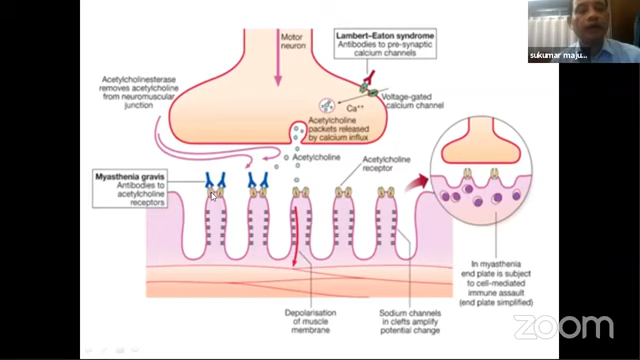 sukumar maju...
Motor
neuron
Lambert–Eaton syndrome
Antibodies to pre-synaptic
calcium channels
Acetylcholinesterase
removes acetylcholine
from neuromuscular
junction
Voltage-gated
calcium channel
Ca++
Acetylcholine
packets released
by calcium influx
Acetylcholine
Acetylcholine
receptor
Myasthenia gravis
Antibodies to
acetylcholine
receptors
In myasthenia
end plate is subject
to cell-mediated
immune assault
(end plate simplified)
Depolarisation
of muscle
membrane
Sodium channels
in clefts amplify
potential change
zoom